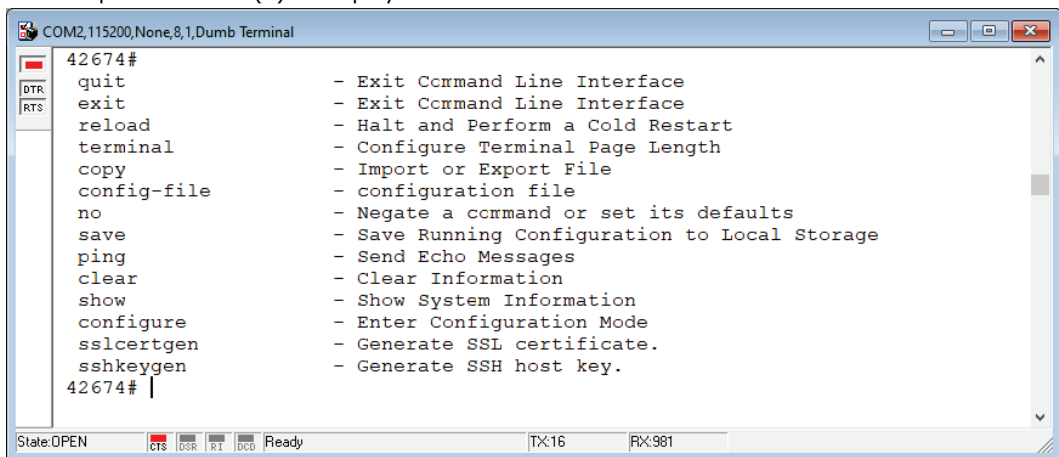 COM2,115200,None,8,1,Dumb Terminal
42674#
quit - Exit Command Line Interface
exit - Exit Command Line Interface
reload - Halt and Perform a Cold Restart
terminal - Configure Terminal Page Length
copy - Import or Export File
config-file - configuration file
no - Negate a command or set its defaults
save - Save Running Configuration to Local Storage
ping - Send Echo Messages
clear - Clear Information
show - Show System Information
configure - Enter Configuration Mode
sslcertgen - Generate SSL certificate.
sshkeygen - Generate SSH host key.
42674#
DTR
RTS
State:OPEN CTS DSR RI DCD Ready TX:16 RX:981